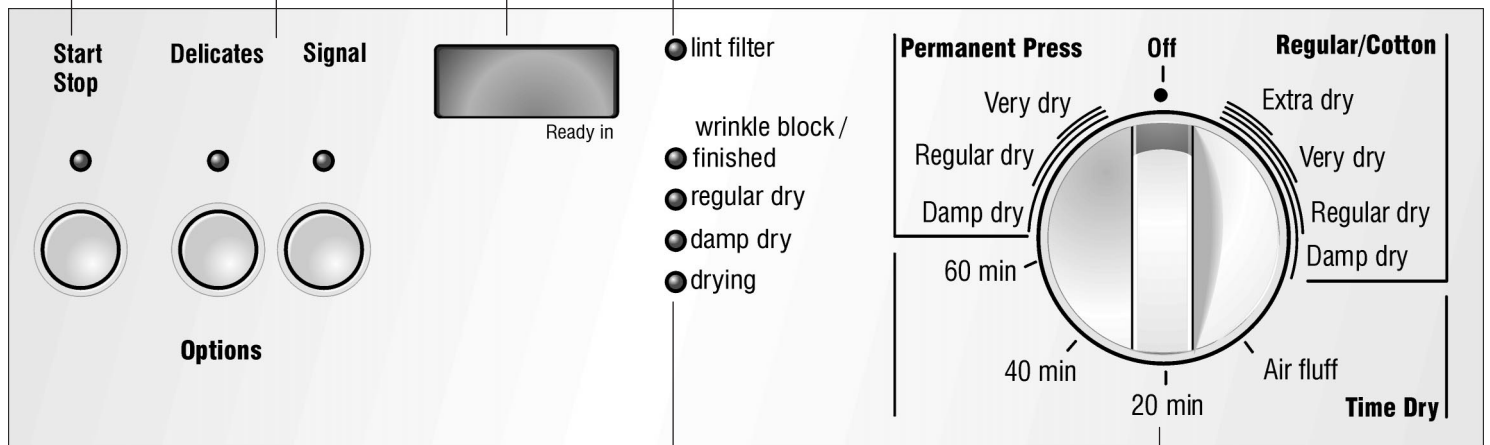 Start
Stop
Delicates
Signal
Options
Ready in
lint filter
wrinkle block /
finished
regular dry
damp dry
drying
Permanent Press
Off
Regular/Cotton
Very dry
Regular dry
Damp dry
Extra dry
Very dry
Regular dry
Damp dry
60 min
40 min
20 min
Air fluff
Time Dry